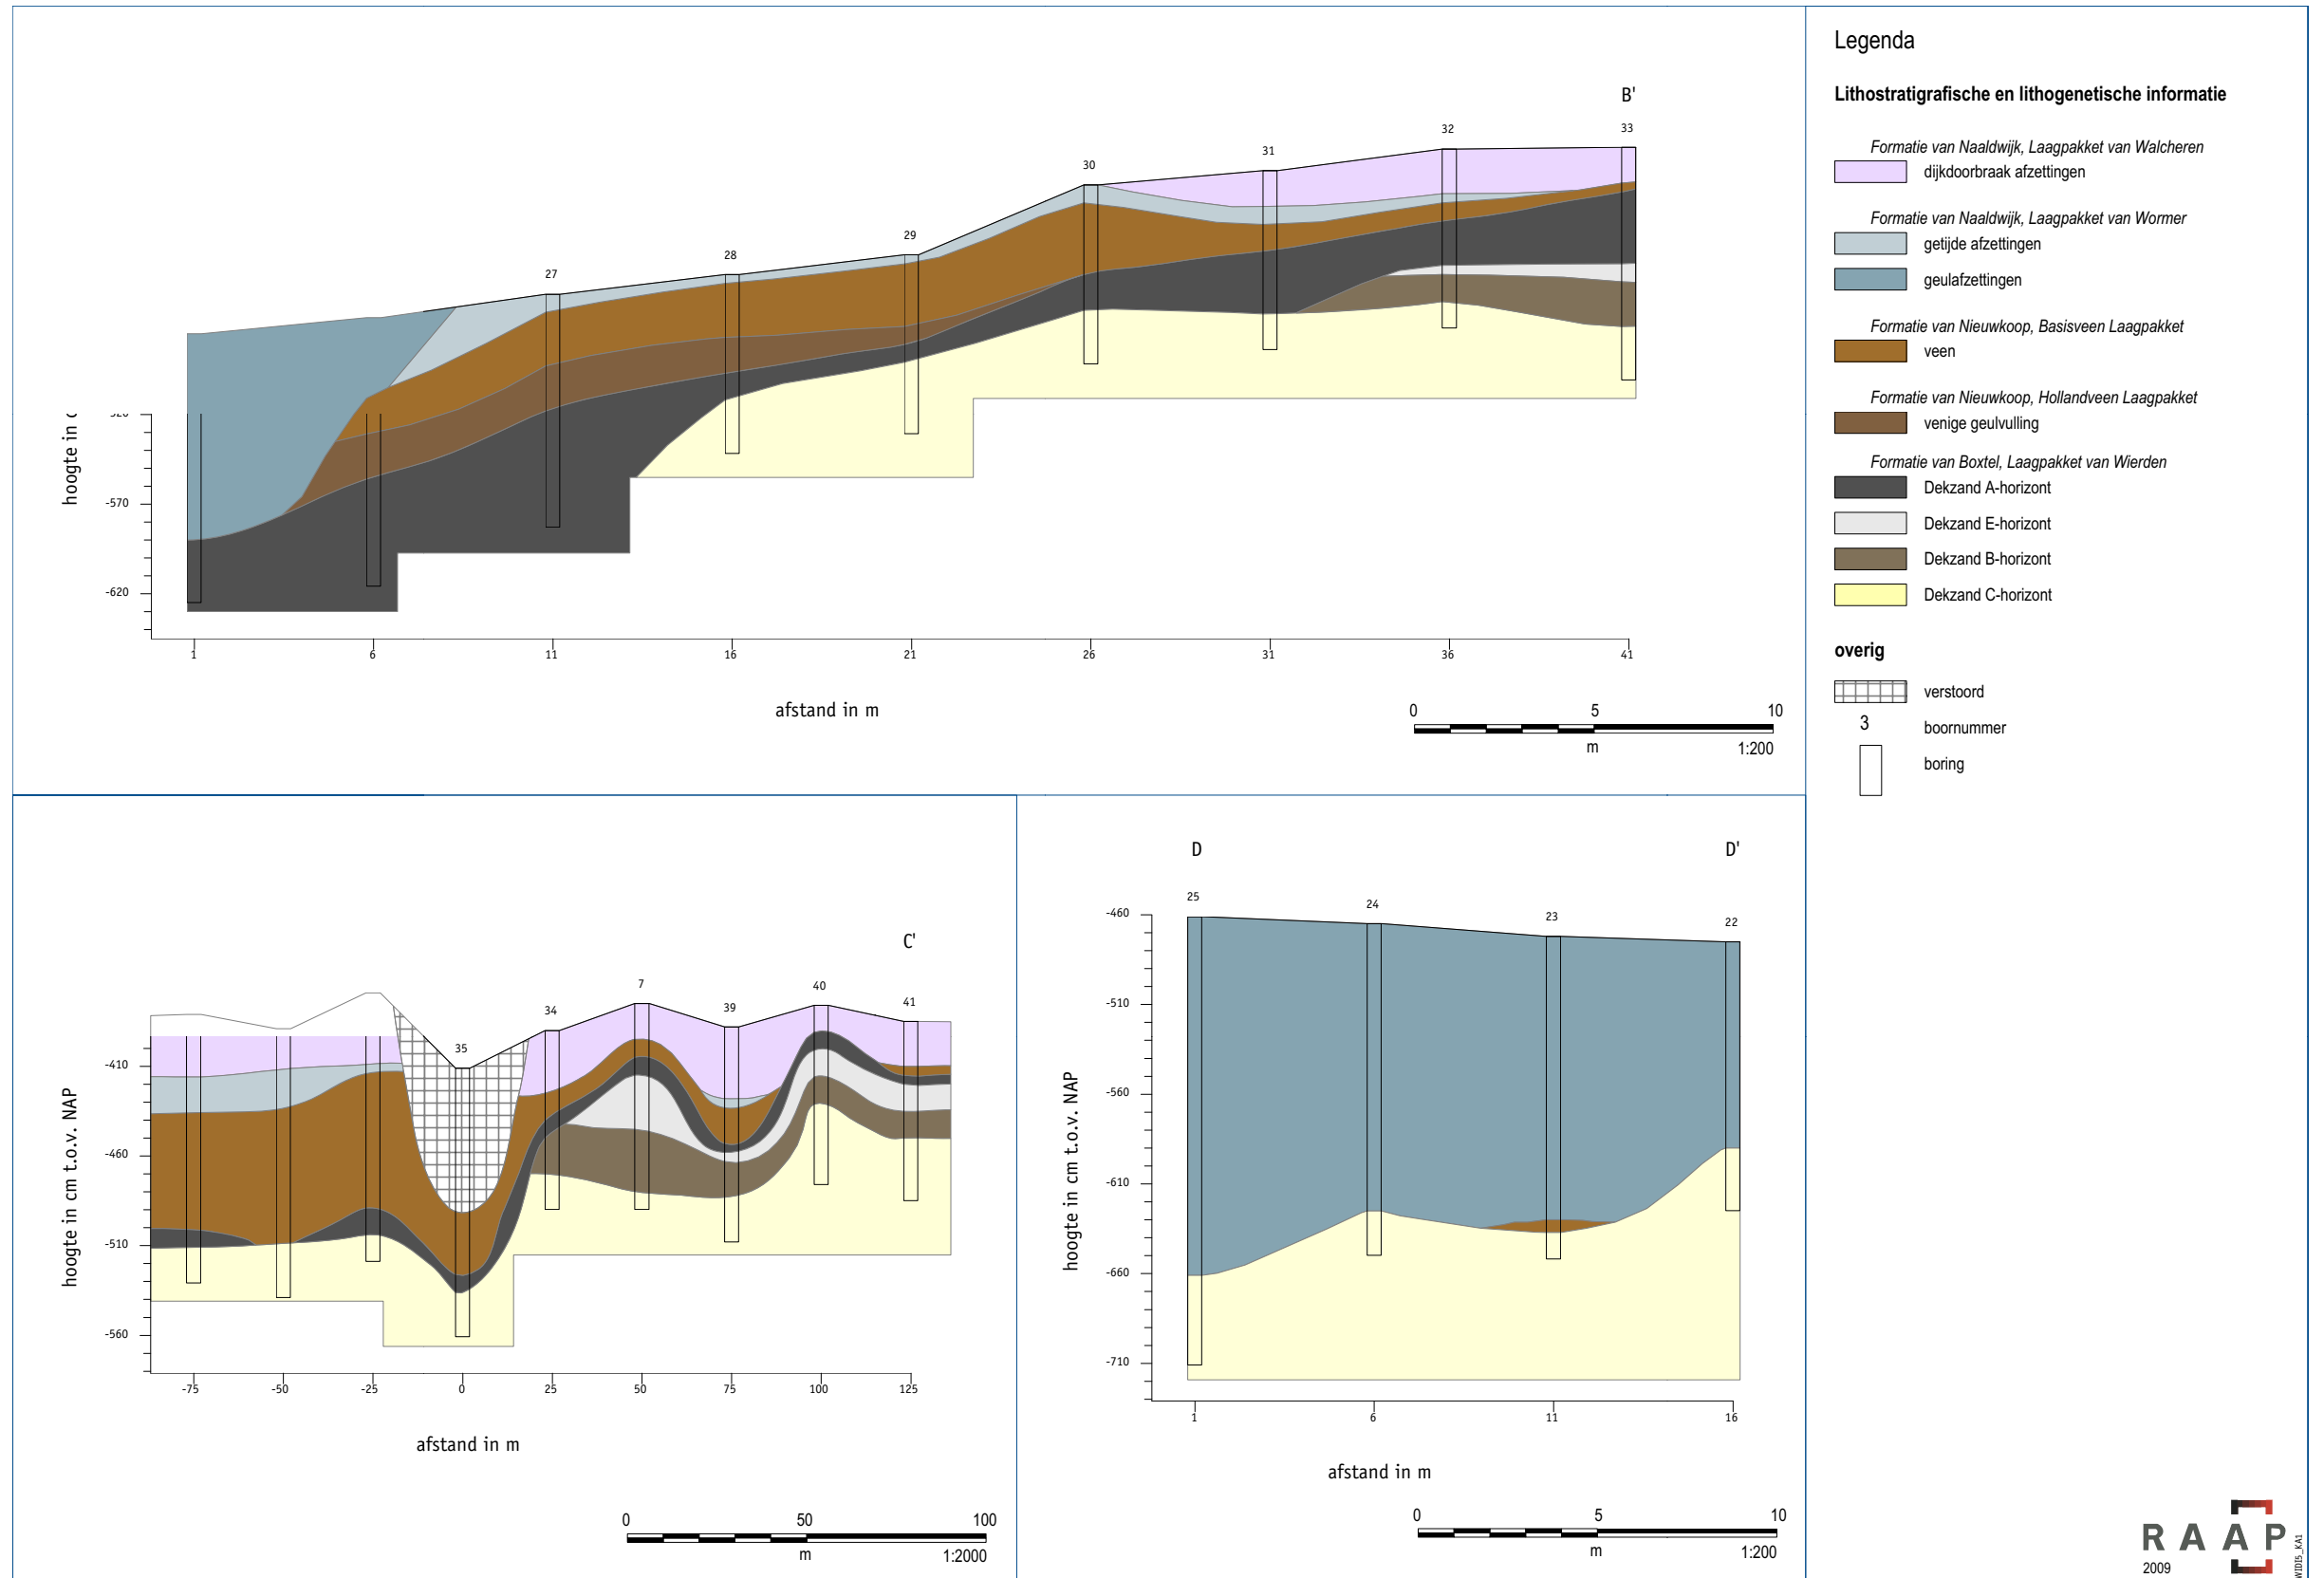 B'
27
28
29
30
31
32
33
hoogte in c
-570
-620
1
6
11
16
21
26
31
36
41
afstand in m
0 5 10
m 1:200
Legenda
Lithostratigrafische en lithogenetische informatie
Formatie van Naaldwijk, Laagpakket van Walcheren
dijkdoorbraak afzettingen
Formatie van Naaldwijk, Laagpakket van Wormer
getijde afzettingen
geulafzettingen
Formatie van Nieuwkoop, Basisveen Laagpakket
veen
Formatie van Nieuwkoop, Hollandveen Laagpakket
venige geulvulling
Formatie van Boxtel, Laagpakket van Wierden
Dekzand A-horizont
Dekzand E-horizont
Dekzand B-horizont
Dekzand C-horizont
overig
verstoord
3 boornummer
boring
C'
35
34
7
39
40
41
hoogte in cm t.o.v. NAP
-410
-460
-510
-560
-75
-50
-25
0
25
50
75
100
125
afstand in m
0 50 100
m 1:2000
D D'
25
24
23
22
hoogte in cm t.o.v. NAP
-460
-510
-560
-610
-660
-710
1
6
11
16
afstand in m
0 5 10
m 1:200
RAAP
2009